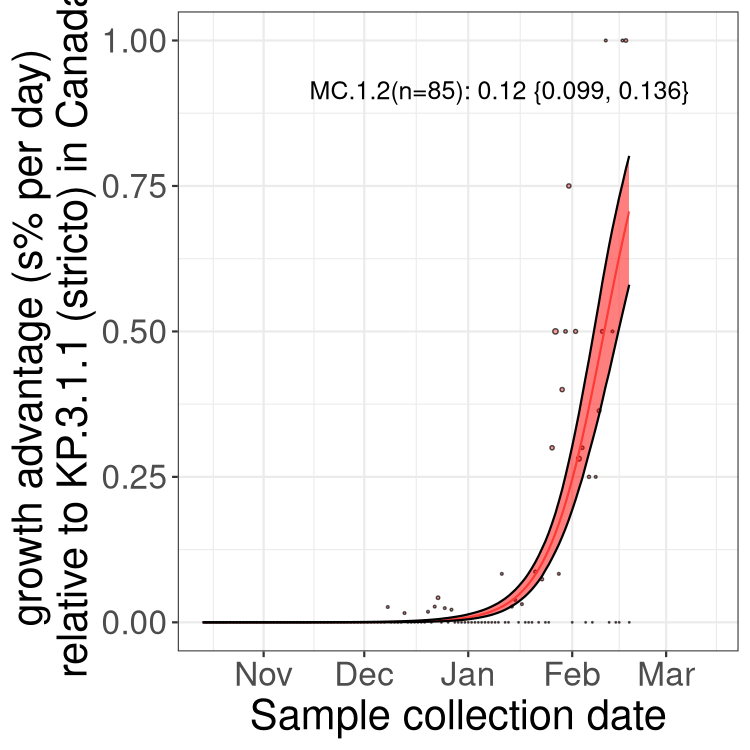 growth advantage (s% per day)
relative to KP.3.1.1 (stricto) in Canada
1.00
0.75
0.50
0.25
0.00
MC.1.2(n=85): 0.12 {0.099, 0.136}
Nov Dec Jan Feb Mar
Sample collection date